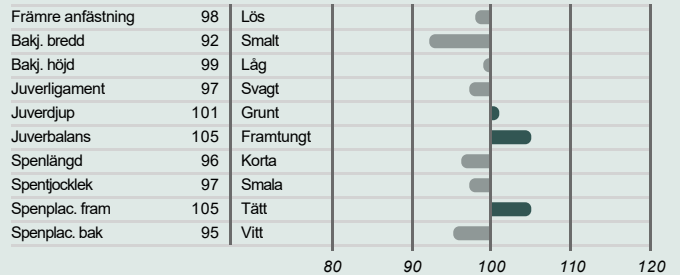 Främre anfästning 98 Lös
Bakj. bredd 92 Smalt
Bakj. höjd 99 Låg
Juverligament 97 Svagt
Juverdjup 101 Grunt
Juverbalans 105 Framtungt
Spenlängd 96 Korta
Spentjocklek 97 Smala
Spenplac. fram 105 Tätt
Spenplac. bak 95 Vitt
80 90 100 110 120